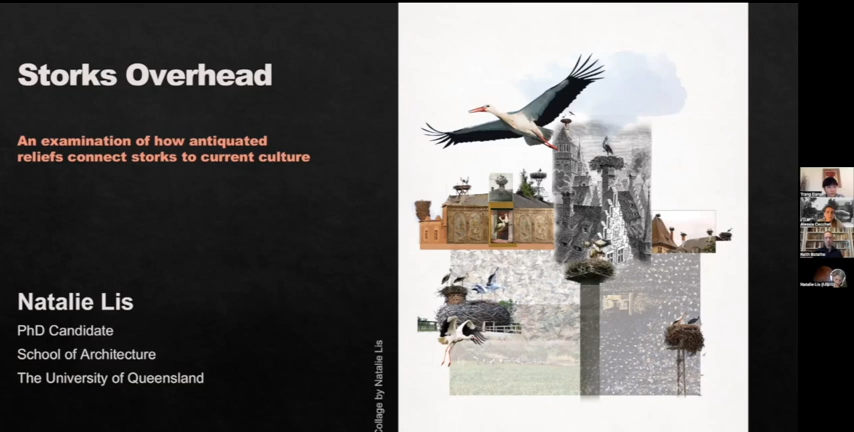 Storks Overhead
An examination of how antiquated
reliefs connect storks to current culture
Natalie Lis
PhD Candidate
School of Architecture
The University of Queensland
Collage by Natalie Lis